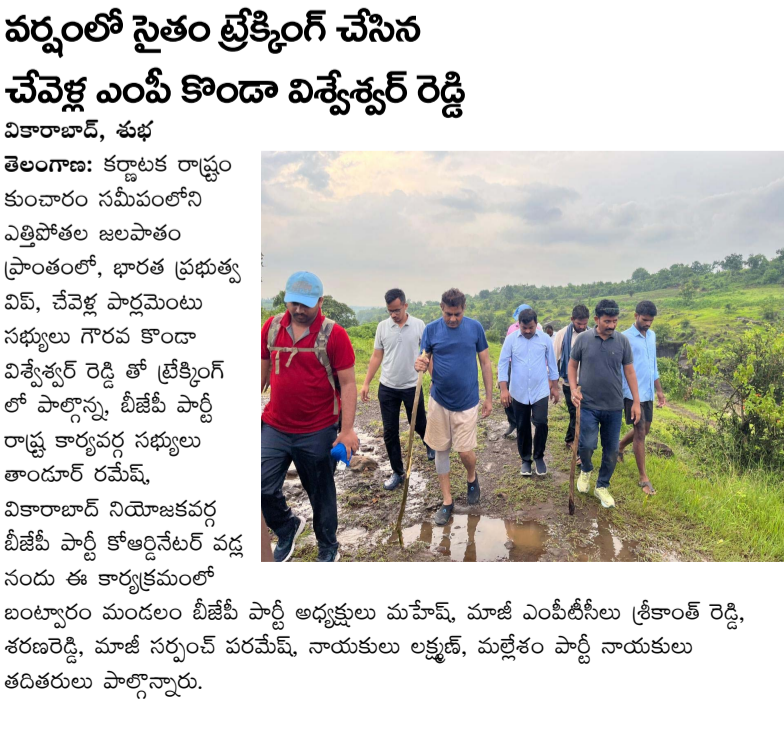 వర్షంలో సైతం ట్రేక్కింగ్ చేసిన
చేవెళ్ల ఎంపీ కొండా విశ్వేశ్వర్ రెడ్డి
వికారాబాద్, శుభ
తెలంగాణ: కర్ణాటక రాష్ట్రం
కుంచారం సమీపంలోని
ఎత్తిపోతల జలపాతం
ప్రాంతంలో, భారత ప్రభుత్వ
విప్, చేవెళ్ల పార్లమెంటు
సభ్యులు గౌరవ కొండా
విశ్వేశ్వర్ రెడ్డి తో ట్రేక్కింగ్
లో పాల్గొన్న, బీజేపీ పార్టీ
రాష్ట్ర కార్యవర్గ సభ్యులు
తాండూర్ రమేష్,
వికారాబాద్ నియోజకవర్గ
బీజేపీ పార్టీ కోఆర్డినేటర్ వడ్ల
నందు ఈ కార్యక్రమంలో
బంట్వారం మండలం బీజేపీ పార్టీ అధ్యక్షులు మహేష్, మాజీ ఎంపీటీసీలు శ్రీకాంత్ రెడ్డి,
శరణరెడ్డి, మాజీ సర్పంచ్ పరమేష్, నాయకులు లక్ష్మణ్, మల్లేశం పార్టీ నాయకులు
తదితరులు పాల్గొన్నారు.